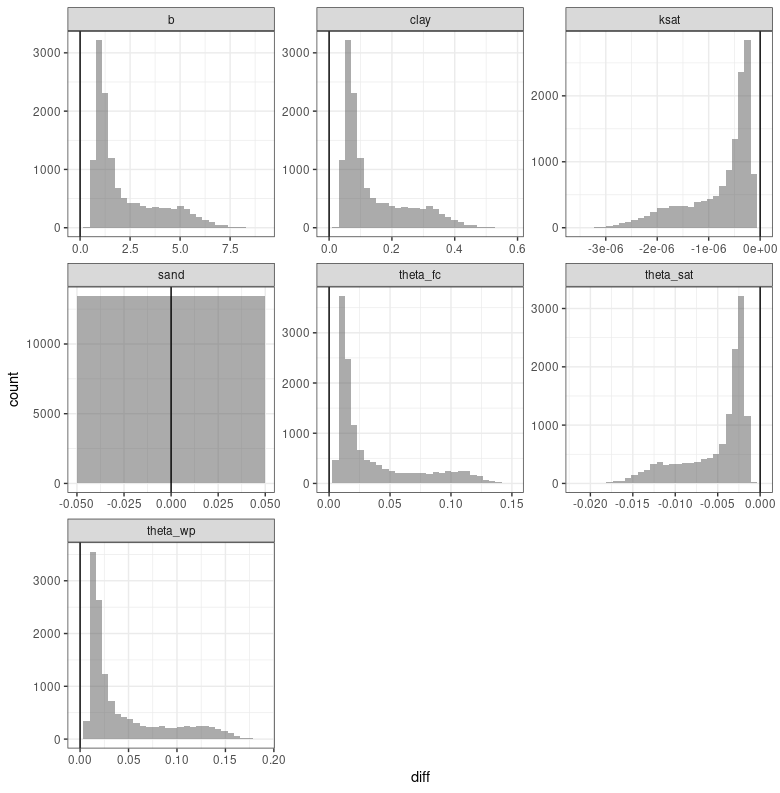 b
clay
ksat
3000
2000
1000
0
0.0 2.5 5.0 7.5
3000
2000
1000
0
0.0 0.2 0.4 0.6
2000
1000
0
-3e-06 -2e-06 -1e-06 0e+00
sand
theta_fc
theta_sat
10000
5000
0
-0.050 -0.025 0.000 0.025 0.050
3000
2000
1000
0
0.00 0.05 0.10 0.15
3000
2000
1000
0
-0.020 -0.015 -0.010 -0.005 0.000
theta_wp
3000
2000
1000
0
0.00 0.05 0.10 0.15 0.20
count
diff